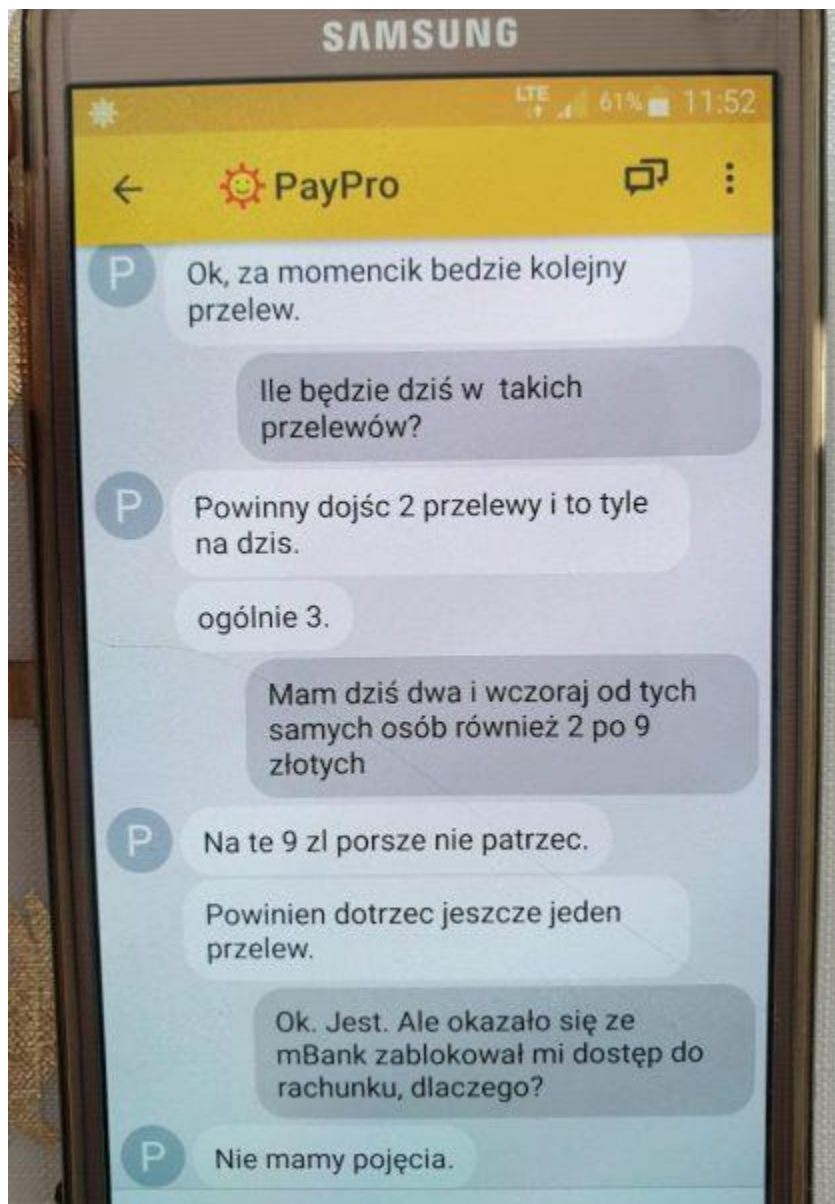 SAMSUNG
LTE 61% 11:52
PayPro
P
Ok, za momencik bedzie kolejny
przelew.
Ile będzie dziś w takich
przelewów?
P
Powinny dojśc 2 przelewy i to tyle
na dzis.
ogólnie 3.
Mam dziś dwa i wczoraj od tych
samych osób również 2 po 9
złotych
P
Na te 9 zl porsze nie patrzec.
Powinien dotrzec jeszcze jeden
przelew.
Ok. Jest. Ale okazało się ze
mBank zablokował mi dostęp do
rachunku, dlaczego?
P
Nie mamy pojęcia.